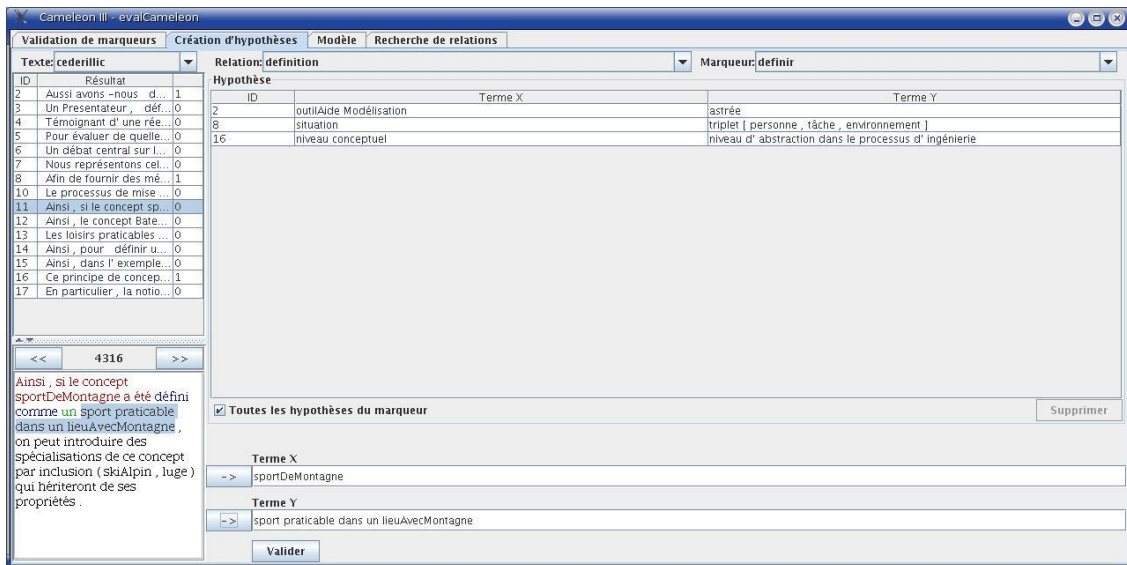 Cameleon III - evalCameleon
Validation de marqueurs Création d'hypothèses Modèle Recherche de relations
Texte: cederillic Relation: definition Marqueur: definir
ID Résultat
2 Aussi avons -nous d... 1
3 Un Presentateur , déf... 0
4 Témoignant d' une rée... 0
5 Pour évaluer de quelle... 0
6 Un débat central sur l... 0
7 Nous représentons cel... 0
8 Afin de fournir des mé... 1
10 Le processus de mise ... 0
11 Ainsi , si le concept sp... 0
12 Ainsi , le concept Bate... 0
13 Les loisirs praticables ... 0
14 Ainsi , pour définir u... 0
15 Ainsi , dans l' exemple... 0
16 Ce principe de concep... 1
17 En particulier , la notio... 0
<< 4316 >>
Ainsi , si le concept
sportDeMontagne a été défini
comme un sport praticable
dans un lieuAvecMontagne ,
on peut introduire des
spécialisations de ce concept
par inclusion ( skiAlpin , luge )
qui hériteront de ses
propriétés .
Hypothèse
ID Terme X Terme Y
2 outilAide Modélisation astrée
8 situation triplet [ personne , tâche , environnement ]
16 niveau conceptuel niveau d' abstraction dans le processus d' ingénierie
Toutes les hypothèses du marqueur Supprimer
Terme X
-> sportDeMontagne
Terme Y
-> sport praticable dans un lieuAvecMontagne
Valider